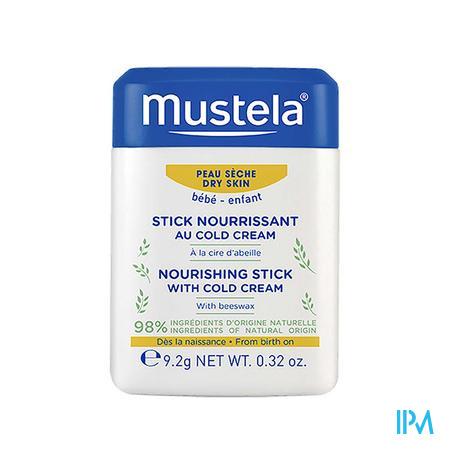 mustela®
PEAU SÈCHE
DRY SKIN
bébé - enfant
STICK NOURRISSANT
AU COLD CREAM
À la cire d'abeille
NOURISHING STICK
WITH COLD CREAM
With beeswax
98% INGRÉDIENTS D'ORIGINE NATURELLE
INGREDIENTS OF NATURAL ORIGIN
Dès la naissance • From birth on
℮ 9.2g NET WT. 0.32 oz.
IPM